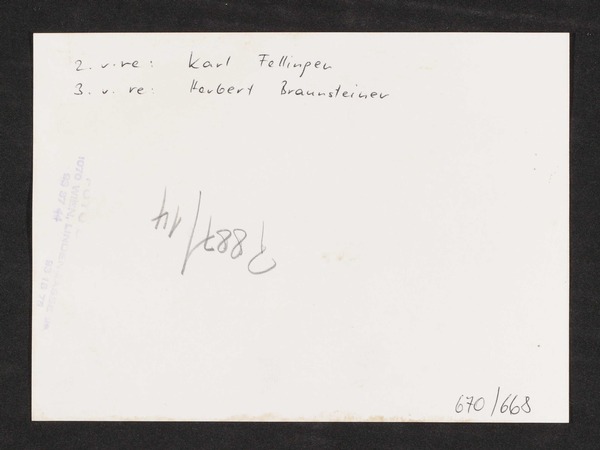 2. v. re: Karl Fellinger
3. v. re: Herbert Braunsteiner
P887/14
670/668